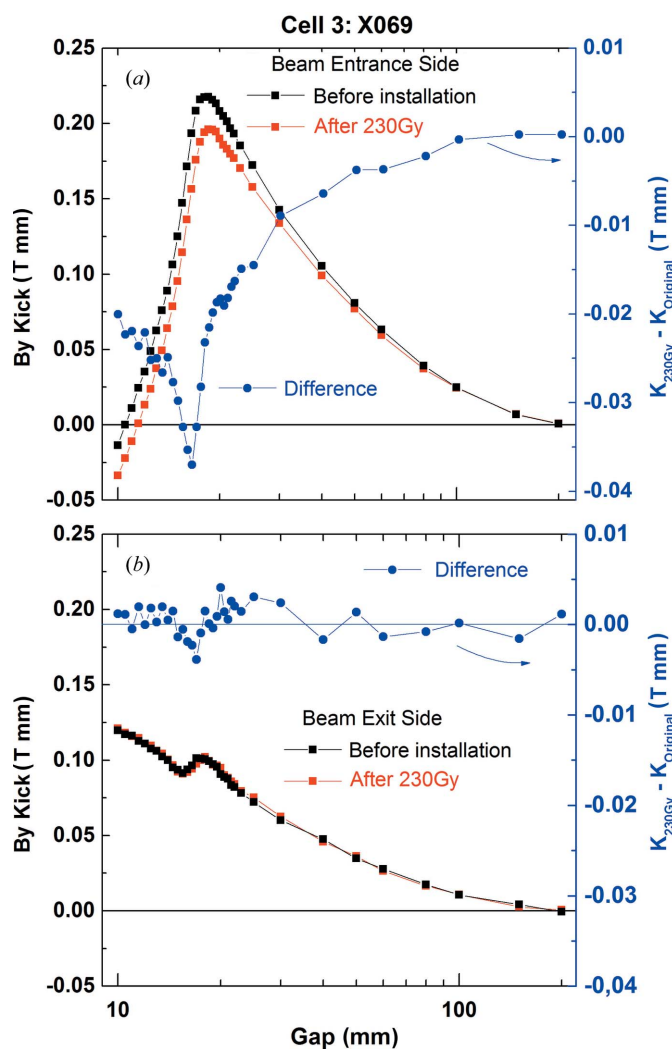 Cell 3: X069
(a)
Beam Entrance Side
Before installation
After 230Gy
Difference
0.25
0.20
0.15
0.10
0.05
0.00
-0.05
By Kick (T mm)
0.01
0.00
-0.01
-0.02
-0.03
-0.04
K230Gy - KOriginal (T mm)
(b)
Difference
Beam Exit Side
Before installation
After 230Gy
0.25
0.20
0.15
0.10
0.05
0.00
-0.05
By Kick(T mm)
0.01
0.00
-0.01
-0.02
-0.03
-0,04
K230Gy - KOriginal (T mm)
10
100
Gap (mm)